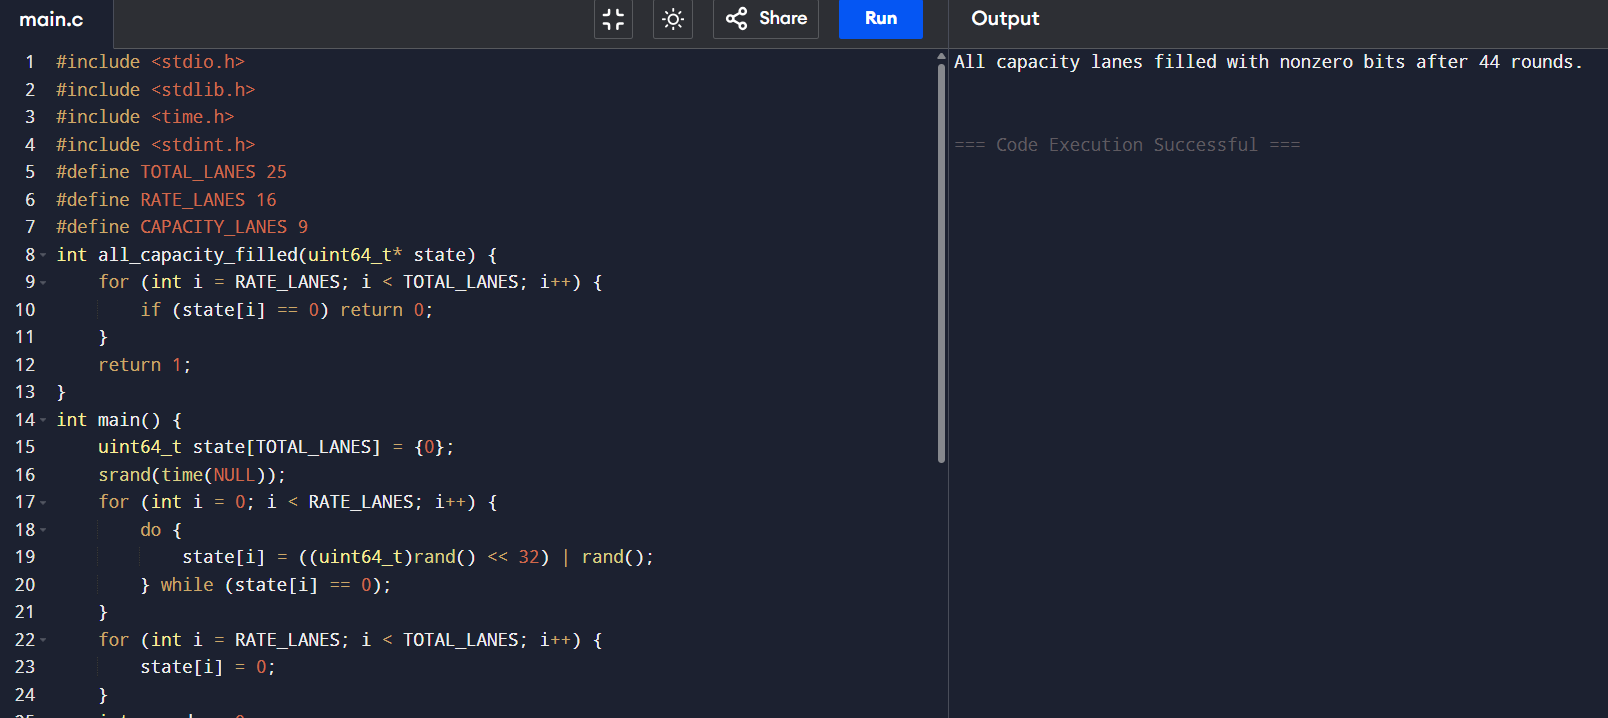 main.c
Share
Run
Output
1 #include <stdio.h>
2 #include <stdlib.h>
3 #include <time.h>
4 #include <stdint.h>
5 #define TOTAL_LANES 25
6 #define RATE_LANES 16
7 #define CAPACITY_LANES 9
8 int all_capacity_filled(uint64_t* state) {
9     for (int i = RATE_LANES; i < TOTAL_LANES; i++) {
10         if (state[i] == 0) return 0;
11     }
12     return 1;
13 }
14 int main() {
15     uint64_t state[TOTAL_LANES] = {0};
16     srand(time(NULL));
17     for (int i = 0; i < RATE_LANES; i++) {
18         do {
19             state[i] = ((uint64_t)rand() << 32) | rand();
20         } while (state[i] == 0);
21     }
22     for (int i = RATE_LANES; i < TOTAL_LANES; i++) {
23         state[i] = 0;
24     }
All capacity lanes filled with nonzero bits after 44 rounds.
=== Code Execution Successful ===